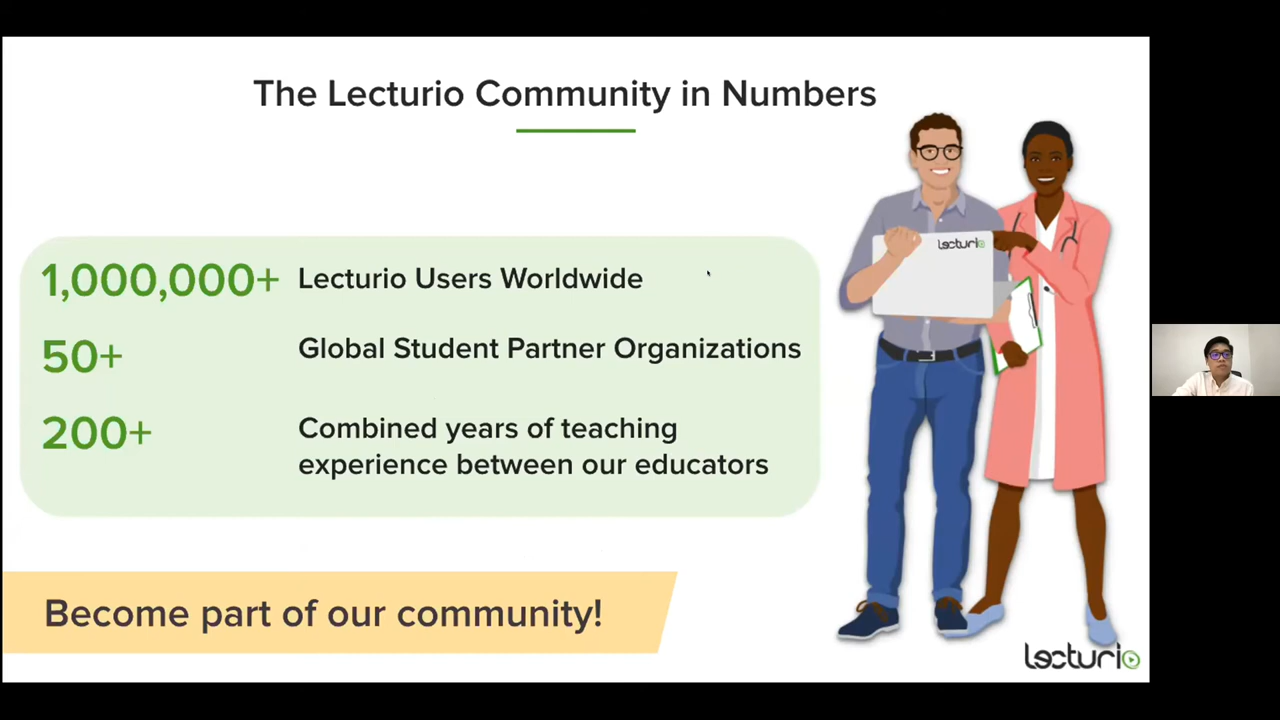 The Lecturio Community in Numbers
lecturio
1,000,000+ Lecturio Users Worldwide
50+ Global Student Partner Organizations
200+ Combined years of teaching
experience between our educators
Become part of our community!
lecturio